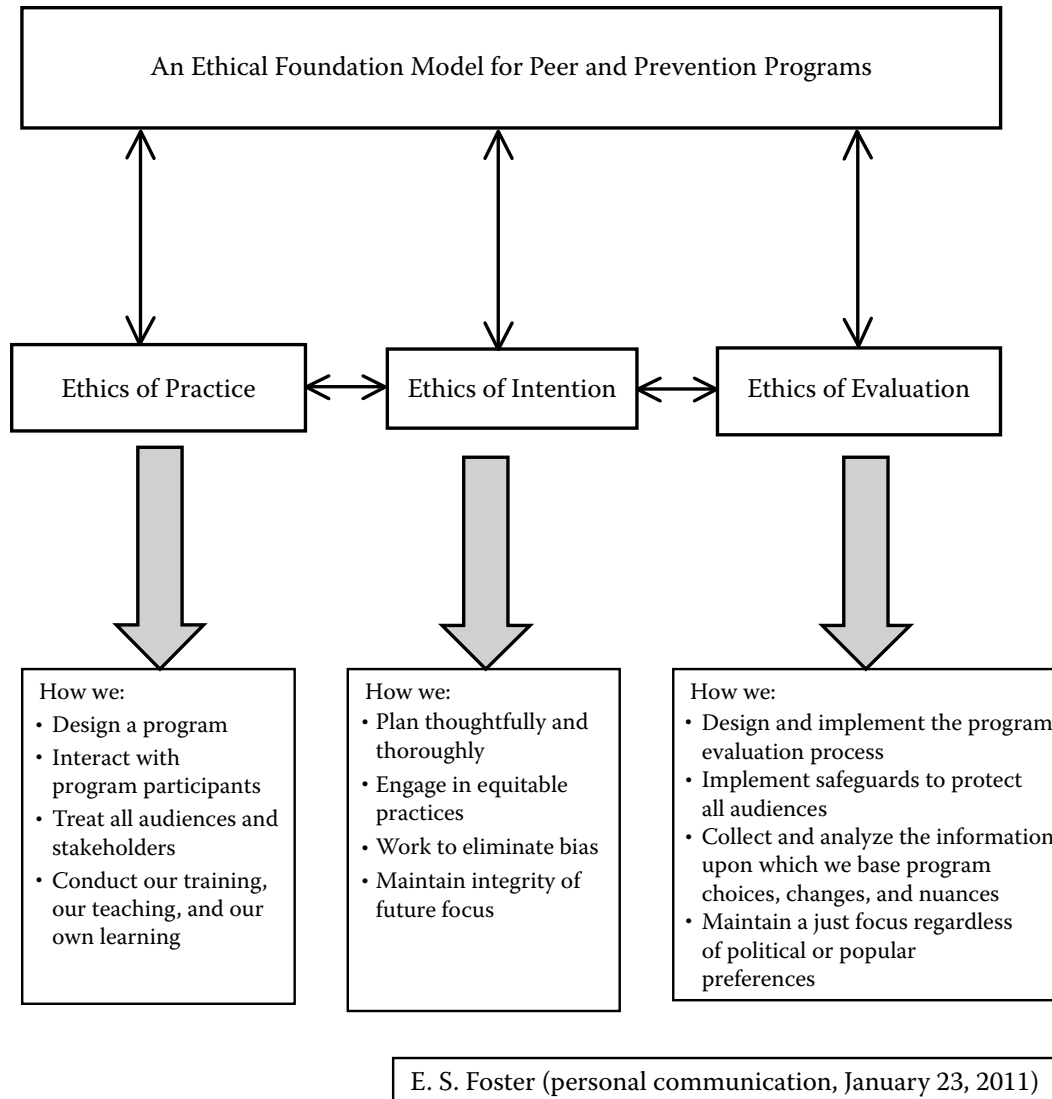 An Ethical Foundation Model for Peer and Prevention Programs
Ethics of Practice
Ethics of Intention
Ethics of Evaluation
How we:
• Design a program
• Interact with
program participants
• Treat all audiences and
stakeholders
• Conduct our training,
our teaching, and our
own learning
How we:
• Plan thoughtfully and
thoroughly
• Engage in equitable
practices
• Work to eliminate bias
• Maintain integrity of
future focus
How we:
• Design and implement the program
evaluation process
• Implement safeguards to protect
all audiences
• Collect and analyze the information
upon which we base program
choices, changes, and nuances
• Maintain a just focus regardless
of political or popular
preferences
E. S. Foster (personal communication, January 23, 2011)